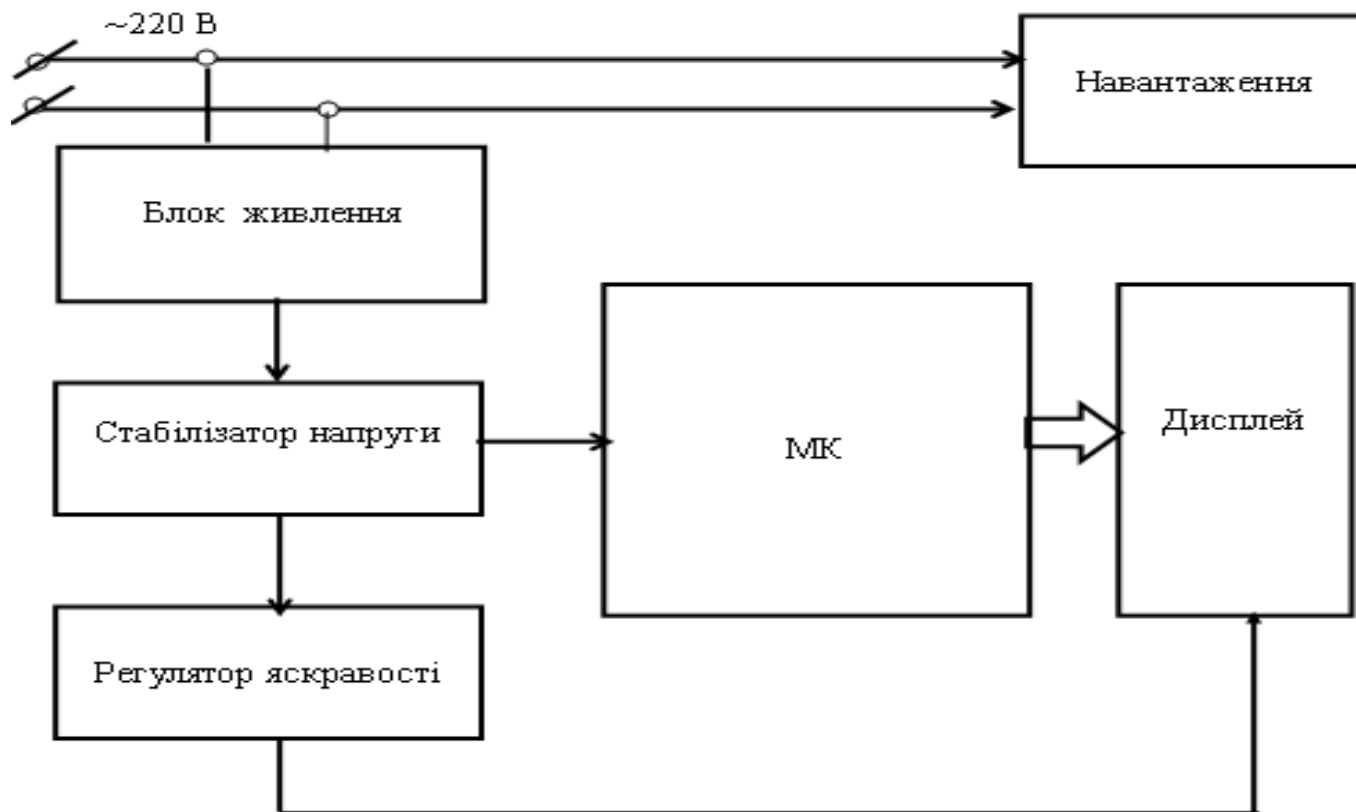 ~220 В
Навантаження
Блок живлення
Стабілізатор напруги
МК
Дисплей
Регулятор яскравості